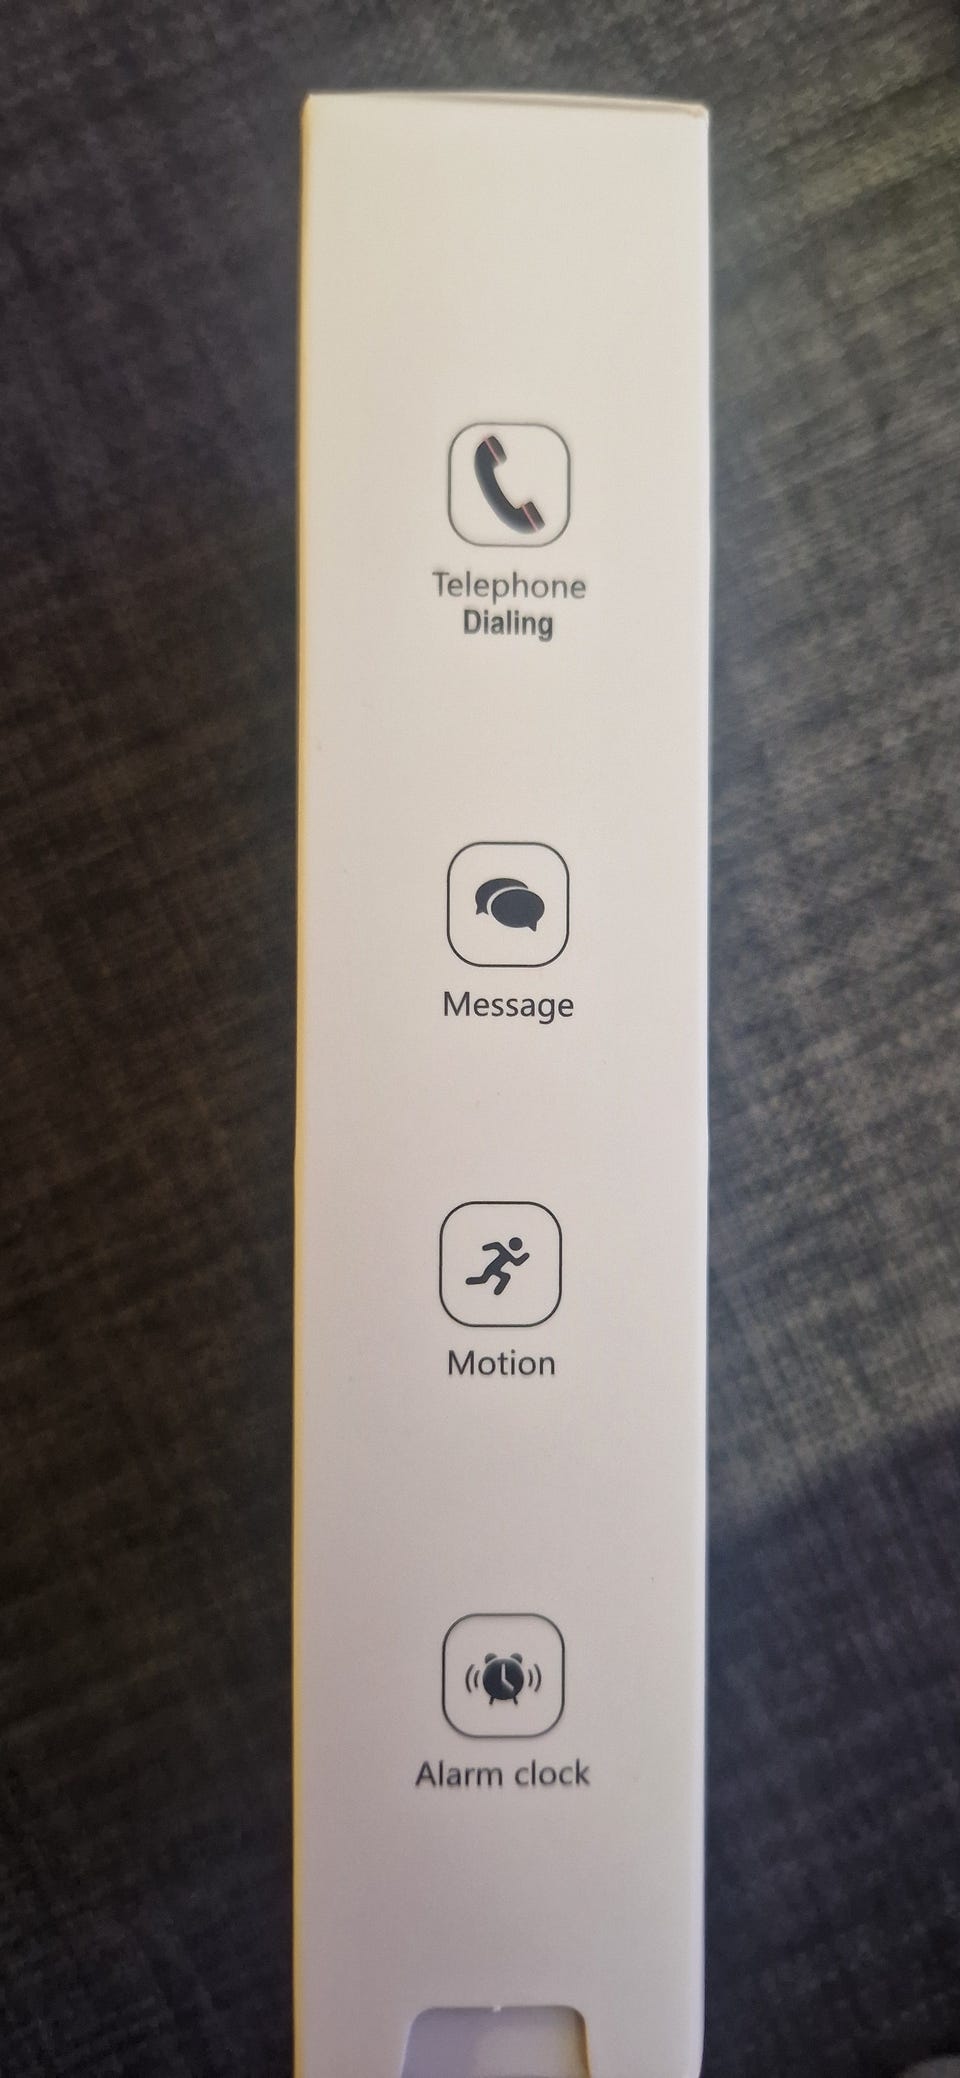 Telephone
Dialing
Message
Motion
Alarm clock